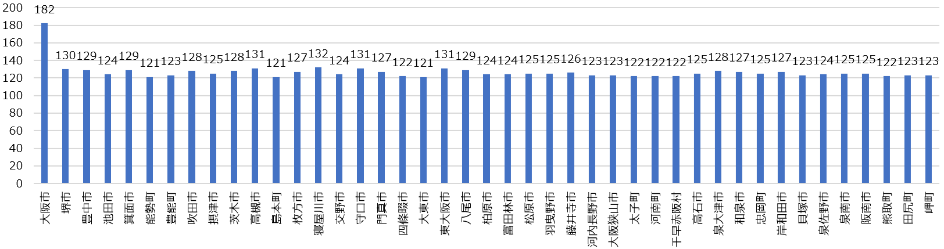 200
180
160
140
120
100
80
60
40
20
0
182 130 129 124 129 121 123 128 125 128 131 121 127 132 124 131 127 122 121 131 129 124 124 125 125 126 123 123 122 122 122 125 128 127 125 127 123 124 125 125 122 123 123
大阪市
堺市
豊中市
池田市
箕面市
能勢町
豊能町
吹田市
摂津市
茨木市
高槻市
島本町
枚方市
寝屋川市
交野市
守口市
門真市
四條畷市
大東市
東大阪市
八尾市
柏原市
富田林市
松原市
羽曳野市
藤井寺市
河内長野市
大阪狭山市
太子町
河南町
千早赤阪村
高石市
泉大津市
和泉市
忠岡町
岸和田市
貝塚市
泉佐野市
泉南市
阪南市
熊取町
田尻町
岬町